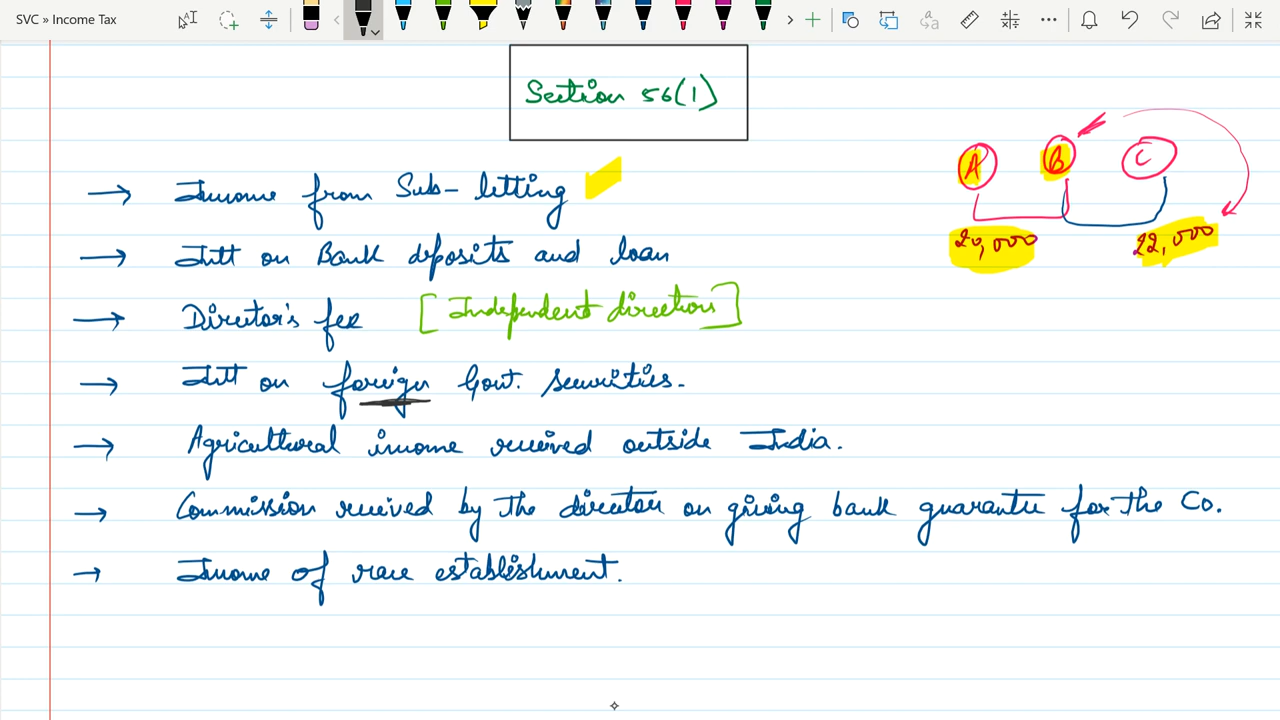 SVC » Income Tax
Section 56(1)
→ Income from Sub-letting
→ Intt on Bank deposits and loan
→ Director's fee [Independent direction]
→ Intt on foreign Govt. securities.
→ Agricultural income received outside India.
→ Commission received by the director on giving bank guarantee for the Co.
→ Income of race establishment.
A B C
20,000 22,000